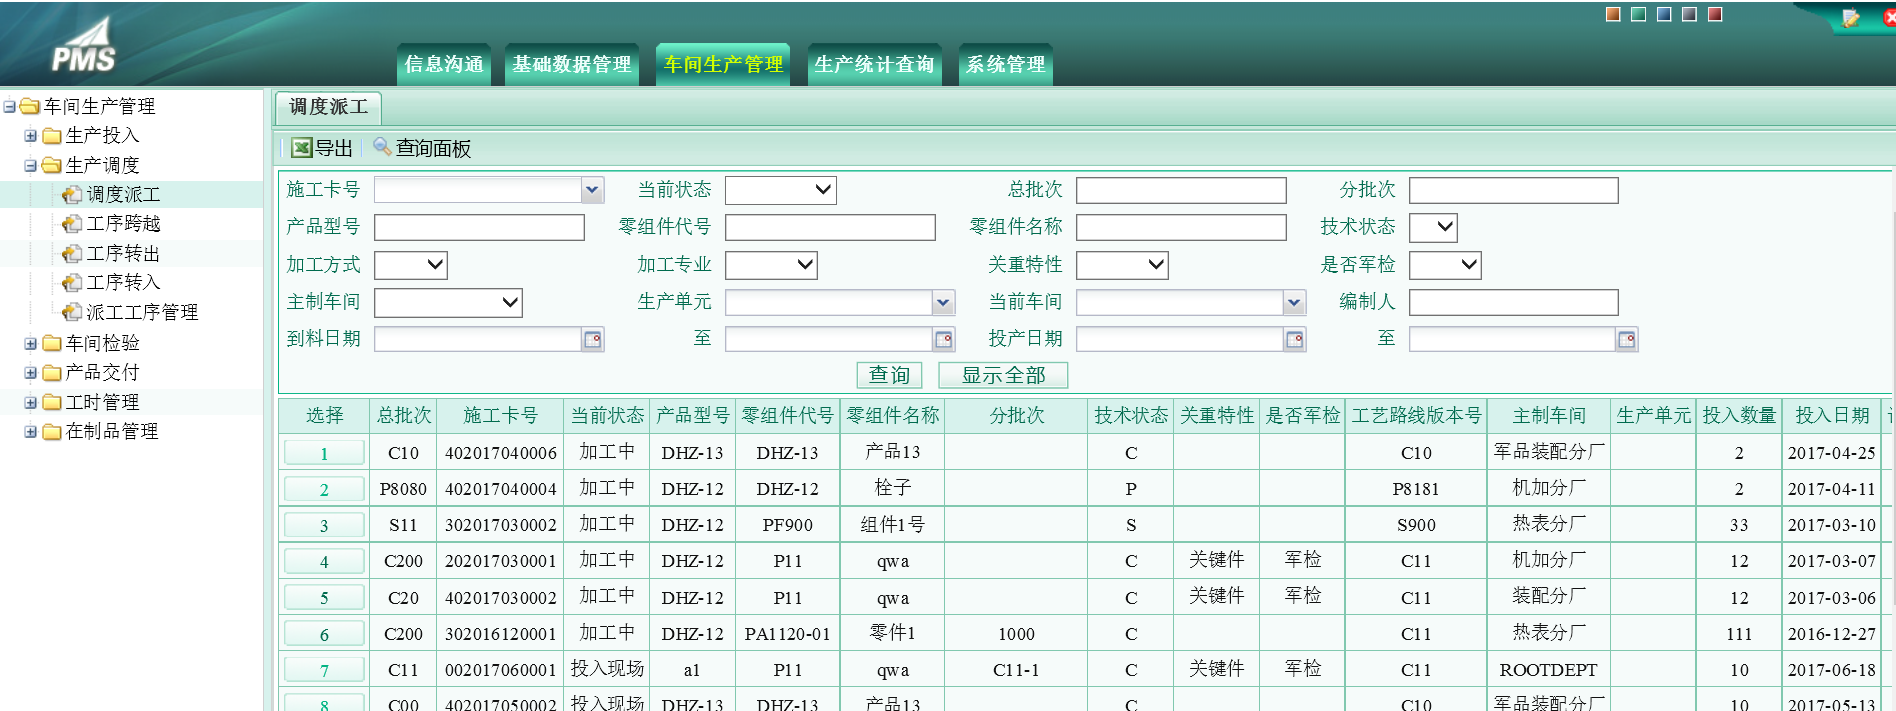 PMS
信息沟通 基础数据管理 车间生产管理 生产统计查询 系统管理
车间生产管理
生产投入
生产调度
调度派工
工序跨越
工序转出
工序转入
派工工序管理
车间检验
产品交付
工时管理
在制品管理
调度派工
导出 查询面板
施工卡号 当前状态 总批次 分批次
产品型号 零组件代号 零组件名称 技术状态
加工方式 加工专业 关重特性 是否军检
主制车间 生产单元 当前车间 编制人
到料日期 至 投产日期 至
查询 显示全部
选择 总批次 施工卡号 当前状态 产品型号 零组件代号 零组件名称 分批次 技术状态 关重特性 是否军检 工艺路线版本号 主制车间 生产单元 投入数量 投入日期
1 C10 402017040006 加工中 DHZ-13 DHZ-13 产品13 C C10 军品装配分厂 2 2017-04-25
2 P8080 402017040004 加工中 DHZ-12 DHZ-12 栓子 P P8181 机加分厂 2 2017-04-11
3 S11 302017030002 加工中 DHZ-12 PF900 组件1号 S S900 热表分厂 33 2017-03-10
4 C200 202017030001 加工中 DHZ-12 P11 qwa C 关键件 军检 C11 机加分厂 12 2017-03-07
5 C20 402017030002 加工中 DHZ-12 P11 qwa C 关键件 军检 C11 装配分厂 12 2017-03-06
6 C200 302016120001 加工中 DHZ-12 PA1120-01 零件1 1000 C C11 热表分厂 111 2016-12-27
7 C11 002017060001 投入现场 a1 P11 qwa C11-1 C 关键件 军检 C11 ROOTDEPT 10 2017-06-18
8 C00 402017050002 投入现场 DHZ-13 DHZ-13 产品13 C C10 军品装配分厂 10 2017-05-13